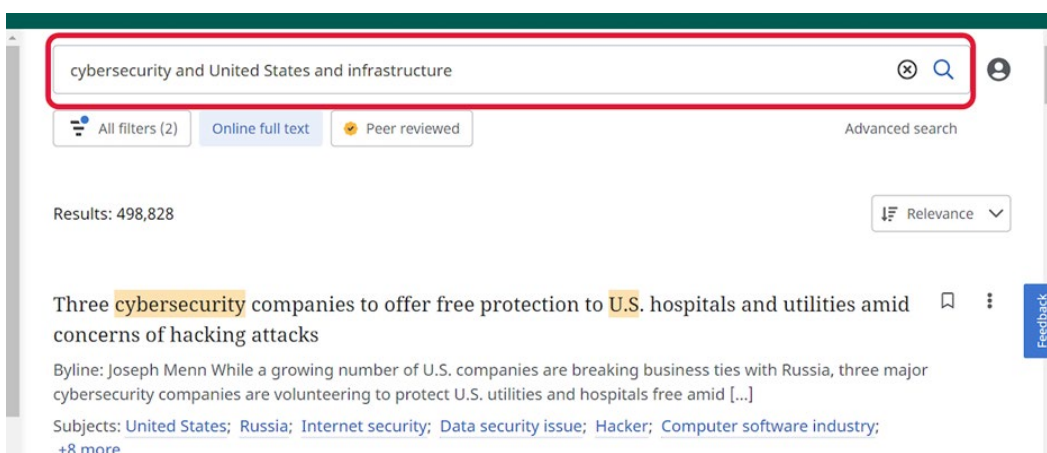 cybersecurity and United States and infrastructure
All filters (2)
Online full text
Peer reviewed
Advanced search
Results: 498,828
Relevance
Three cybersecurity companies to offer free protection to U.S. hospitals and utilities amid
concerns of hacking attacks
Byline: Joseph Menn While a growing number of U.S. companies are breaking business ties with Russia, three major
cybersecurity companies are volunteering to protect U.S. utilities and hospitals free amid [...]
Subjects: United States; Russia; Internet security; Data security issue; Hacker; Computer software industry;
+8 more
Feedback